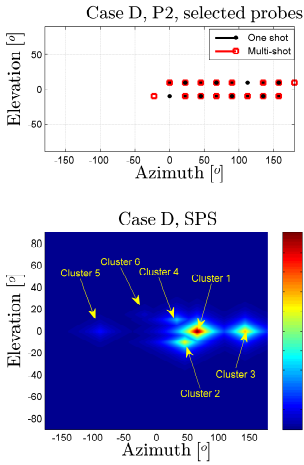 Case D, P2, selected probes
One shot
Multi-shot
Elevation [o]
50
0
-50
-150 -100 -50 0 50 100 150
Azimuth [o]
Case D, SPS
Cluster 6
Cluster 5
Cluster 4
Cluster 1
Cluster 3
Cluster 2
Elevation [o]
80
60
40
20
0
-20
-40
-60
-80
-150 -100 -50 0 50 100 150
Azimuth [o]